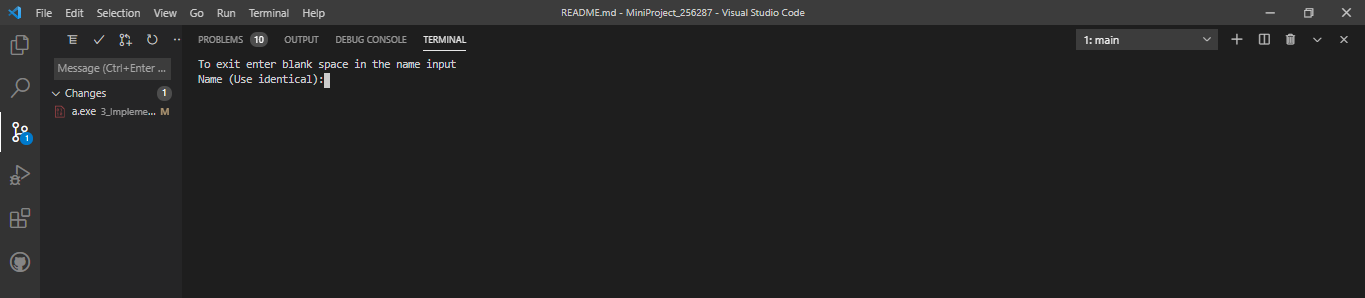 File Edit Selection View Go Run Terminal Help
README.md - MiniProject_256287 - Visual Studio Code
PROBLEMS 10 OUTPUT DEBUG CONSOLE TERMINAL
1: main
Message (Ctrl+Enter ...
Changes 1
a.exe 3_Impleme... M
1
To exit enter blank space in the name input
Name (Use identical):